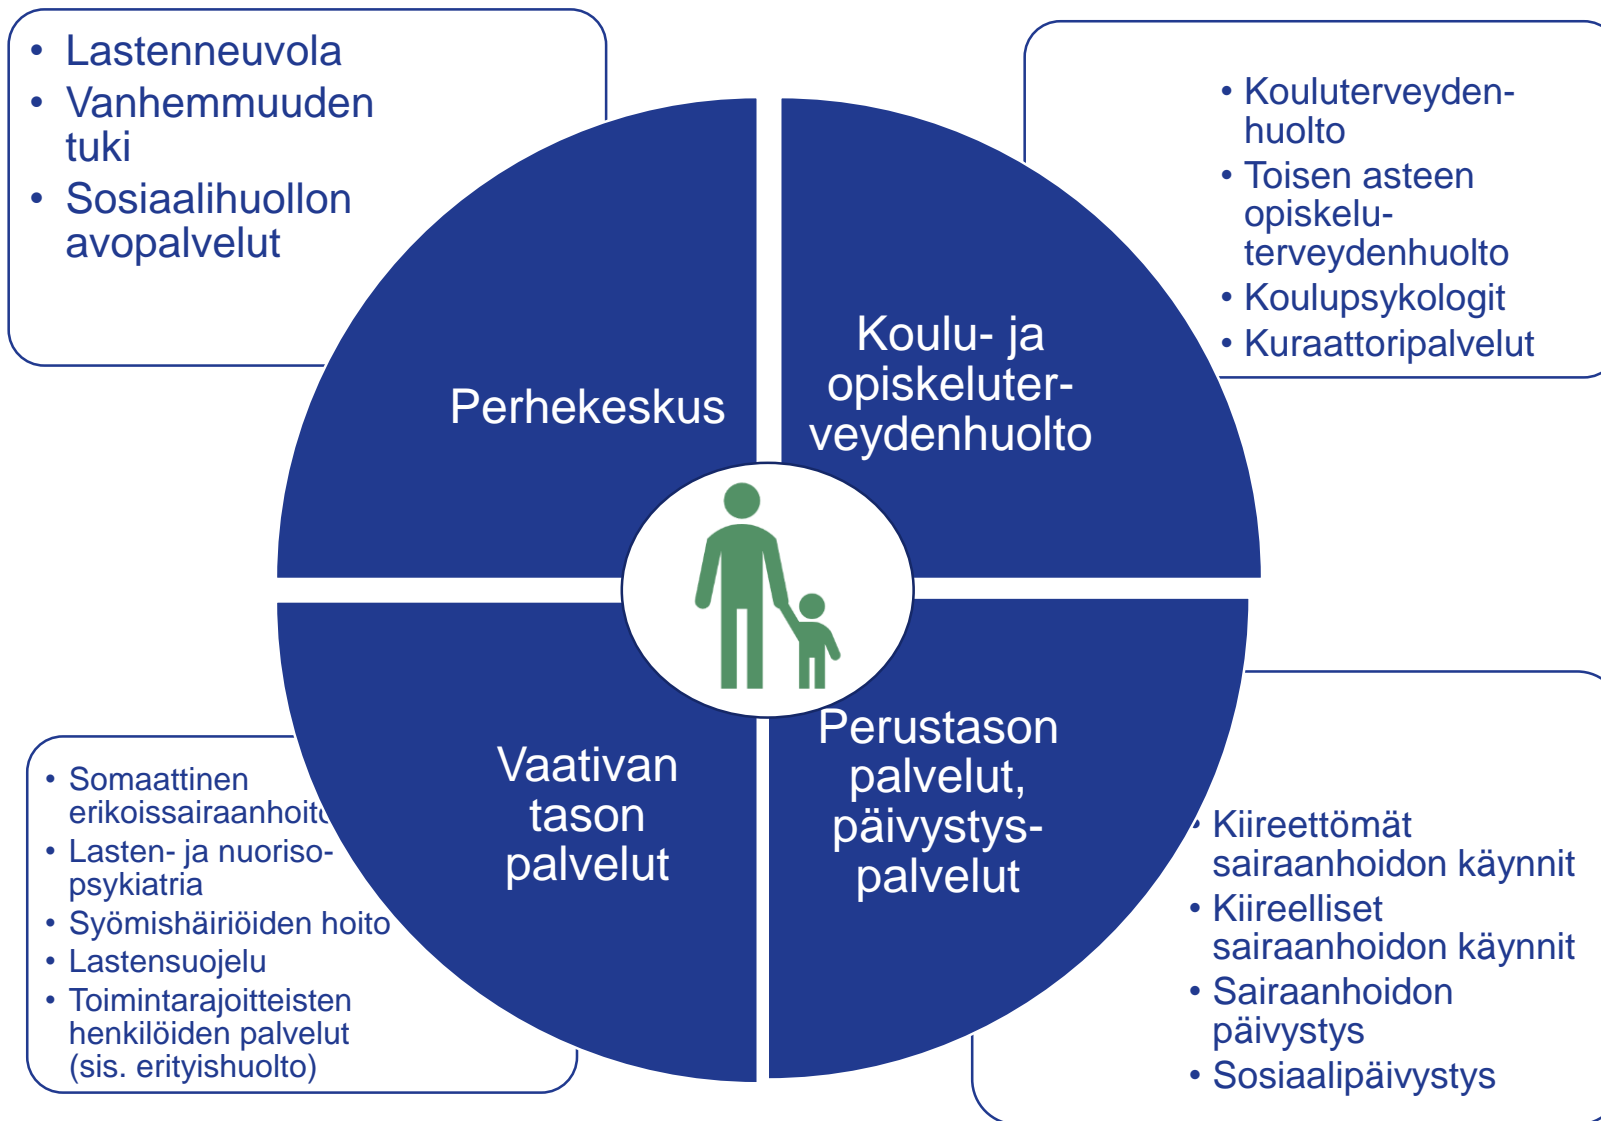 • Lastenneuvola
• Vanhemmuuden
tuki
• Sosiaalihuollon
avopalvelut
• Kouluterveyden-
huolto
• Toisen asteen
opiskelu-
terveydenhuolto
• Koulupsykologit
• Kuraattoripalvelut
Perhekeskus
Koulu- ja
opiskeluter-
veydenhuolto
Vaativan
tason
palvelut
Perustason
palvelut,
päivystys-
palvelut
• Somaattinen
erikoissairaanhoito
• Lasten- ja nuoriso-
psykiatria
• Syömishäiriöiden hoito
• Lastensuojelu
• Toimintarajoitteisten
henkilöiden palvelut
(sis. erityishuolto)
• Kiireettömät
sairaanhoidon käynnit
• Kiireelliset
sairaanhoidon käynnit
• Sairaanhoidon
päivystys
• Sosiaalipäivystys